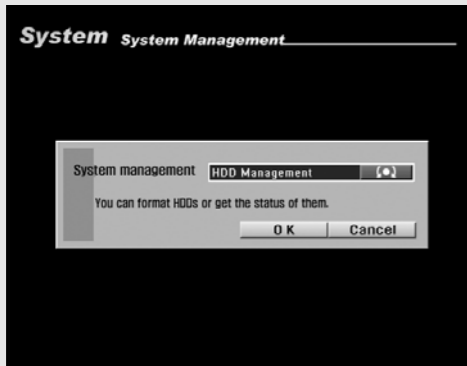 System System Management
System management HDD Management
You can format HDDs or get the status of them.
OK Cancel